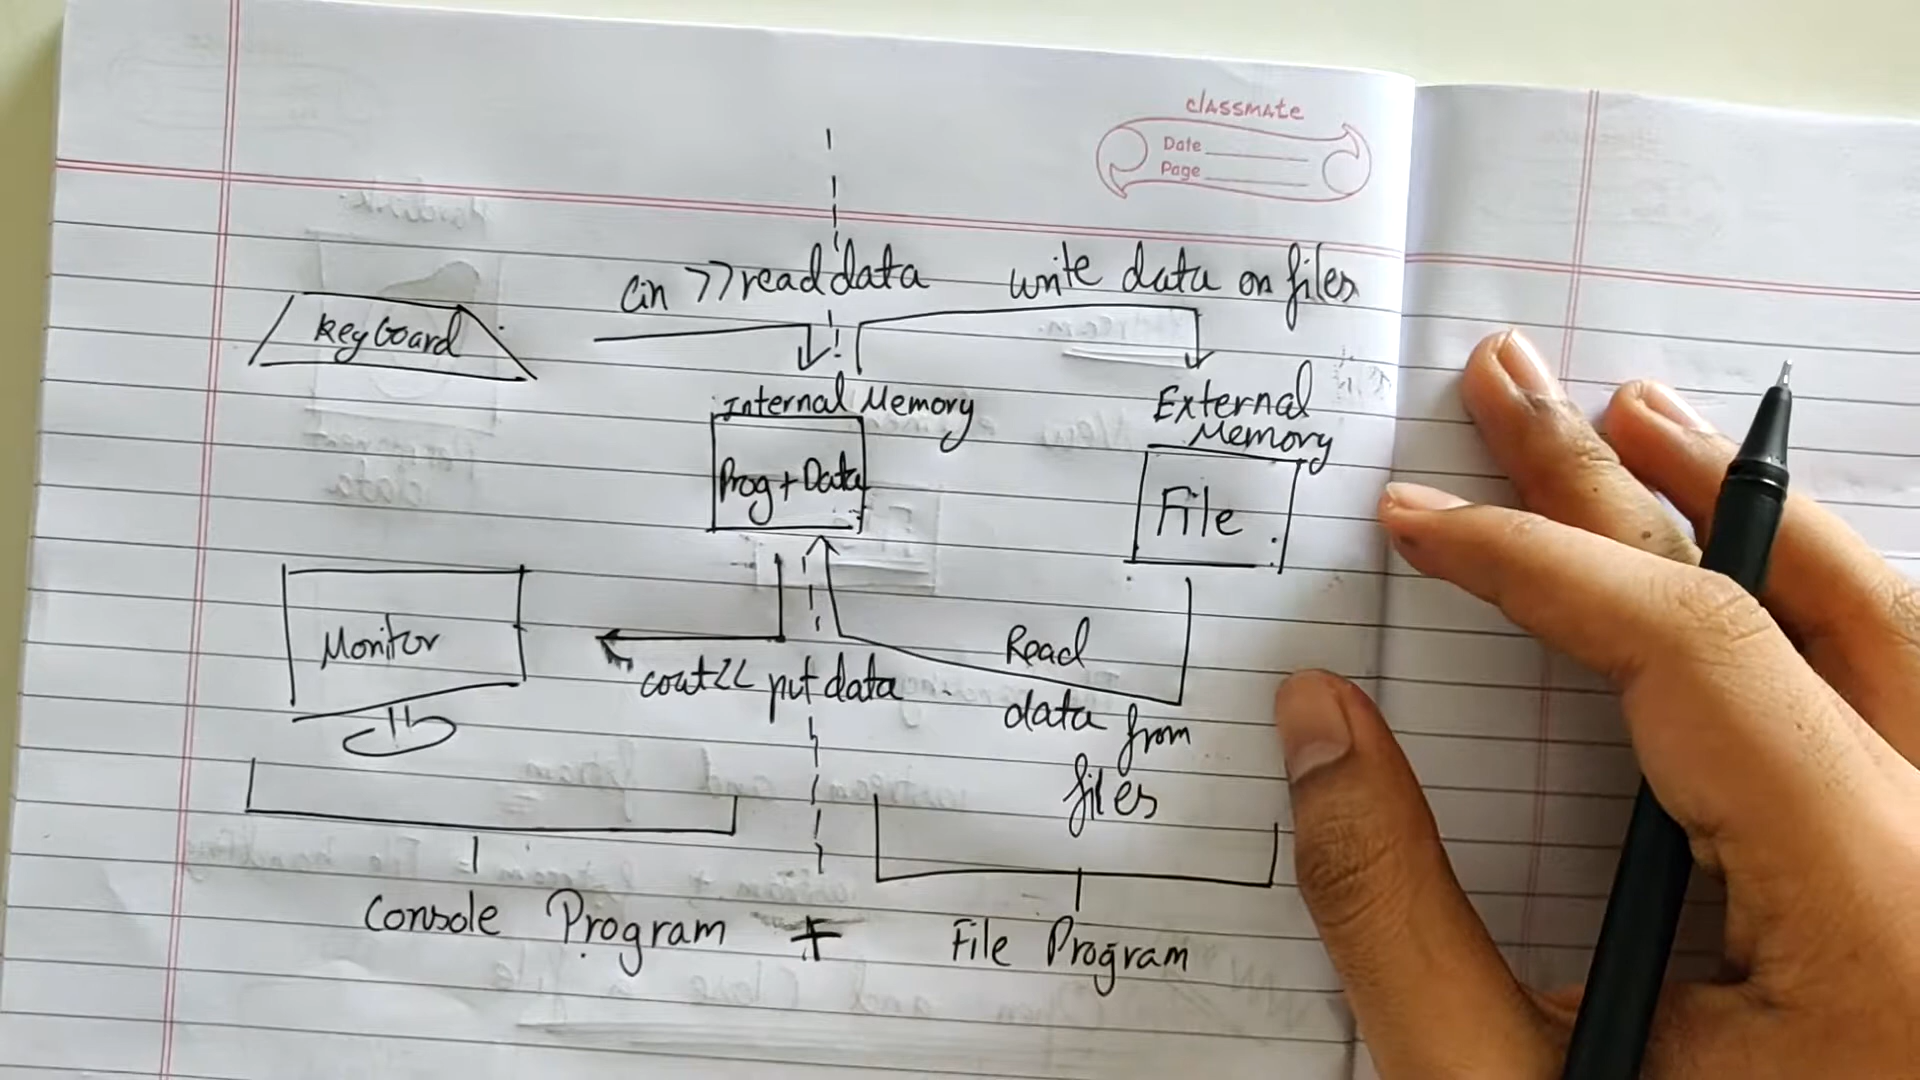 classmate
Date
Page
cin >> read data
write data on files
keyboard
Internal Memory
External
Memory
Prog + Data
File
Monitor
Read
cout << put data
data from
files
Console Program + File Program